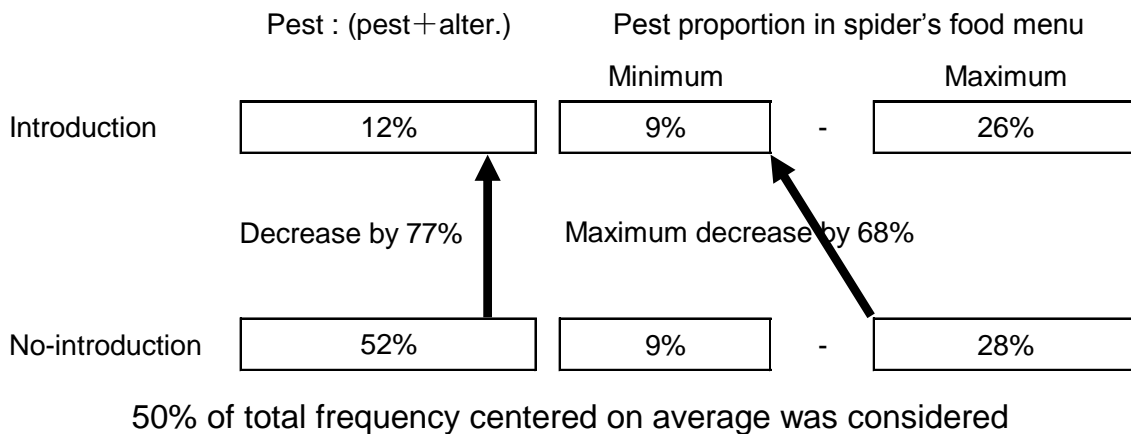 Pest : (pest＋alter.) Pest proportion in spider's food menu
Minimum Maximum
Introduction 12% 9% - 26%
Decrease by 77% Maximum decrease by 68%
No-introduction 52% 9% - 28%
50% of total frequency centered on average was considered